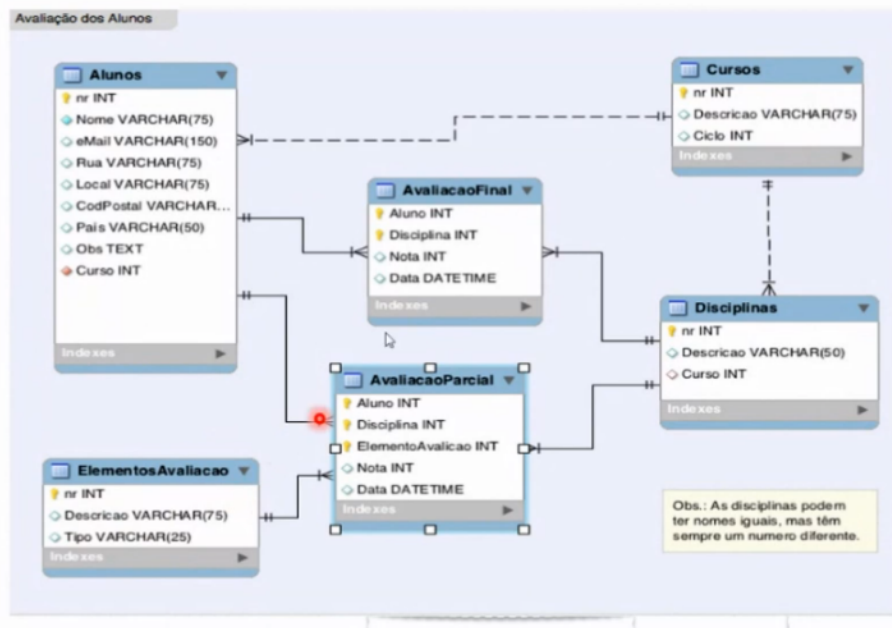 Avaliação dos Alunos
Alunos
nr INT
Nome VARCHAR(75)
eMail VARCHAR(150)
Rua VARCHAR(75)
Local VARCHAR(75)
CodPostal VARCHAR...
Pais VARCHAR(50)
Obs TEXT
Curso INT
Indexes
Cursos
nr INT
Descricao VARCHAR(75)
Ciclo INT
Indexes
AvaliacaoFinal
Aluno INT
Disciplina INT
Nota INT
Data DATETIME
Indexes
Disciplinas
nr INT
Descricao VARCHAR(50)
Curso INT
Indexes
AvaliacaoParcial
Aluno INT
Disciplina INT
ElementoAvalicao INT
Nota INT
Data DATETIME
Indexes
ElementosAvaliacao
nr INT
Descricao VARCHAR(75)
Tipo VARCHAR(25)
Indexes
Obs.: As disciplinas podem
ter nomes iguais, mas têm
sempre um numero diferente.